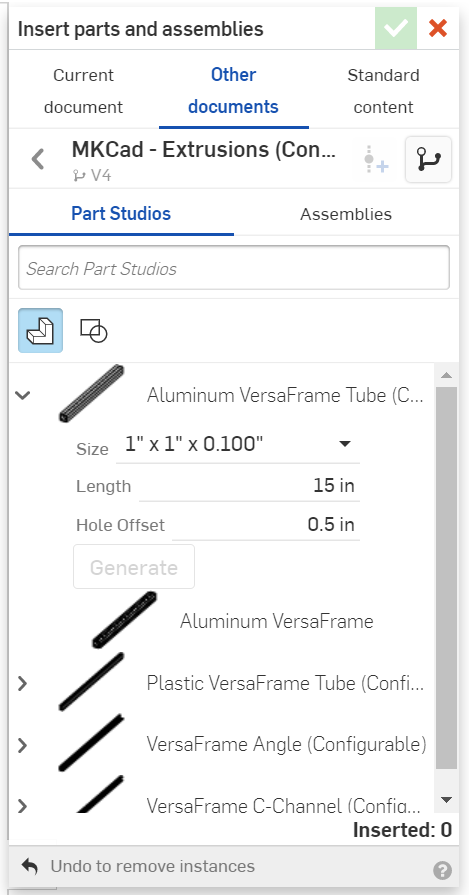 Insert parts and assemblies
Current document
Other documents
Standard content
MKCad - Extrusions (Con...
V4
Part Studios
Assemblies
Search Part Studios
Aluminum VersaFrame Tube (C...
Size 1" x 1" x 0.100"
Length 15 in
Hole Offset 0.5 in
Generate
Aluminum VersaFrame
Plastic VersaFrame Tube (Confi...
VersaFrame Angle (Configurable)
VersaFrame C-Channel (Config...
Inserted: 0
Undo to remove instances